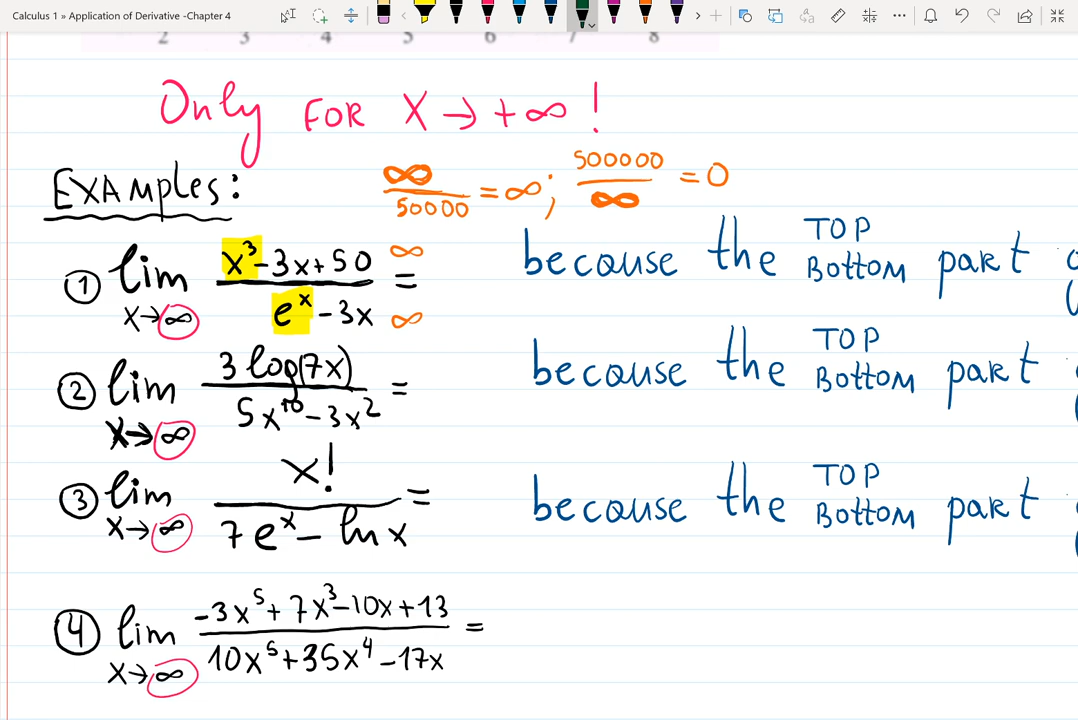 Calculus 1 » Application of Derivative -Chapter 4
2 3 4 5 6 7 8
Only FOR X → + ∞ !
EXAMPLES:
∞/50000 = ∞; 500000/∞ = 0
① lim x→∞ (x³-3x+50)/(eˣ-3x) = ∞ ∞ because the TOP BOTTOM part
② lim x→∞ 3 log(7x)/(5x¹⁰-3x²) = because the TOP BOTTOM part
③ lim x→∞ x!/(7eˣ-ln x) = because the TOP BOTTOM part
④ lim x→∞ (-3x⁵+7x³-10x+13)/(10x⁵+35x⁴-17x) =